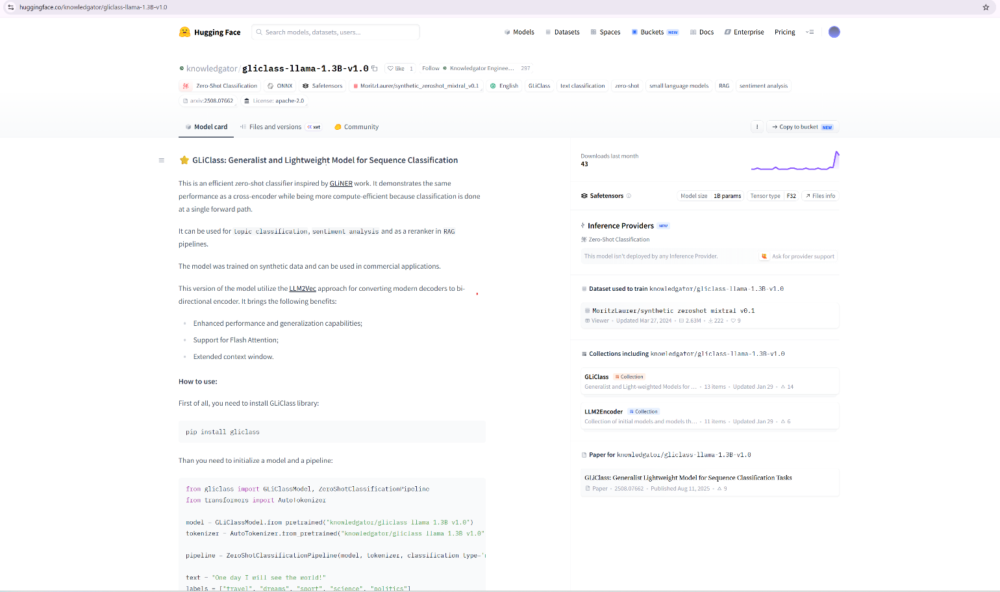 huggingface.co/knowledgator/gliclass-llama-1.3B-v1.0
Hugging Face
Search models, datasets, users...
Models
Datasets
Spaces
Buckets NEW
Docs
Enterprise
Pricing
knowledgator/gliclass-llama-1.3B-v1.0
like 1
Follow Knowledgator Enginee... 297
Zero-Shot Classification
ONNX
Safetensors
MoritzLaurer/synthetic_zeroshot_mixtral_v0.1
English
GLiClass
text classification
zero-shot
small language models
RAG
sentiment analysis
arxiv:2508.07662
License: apache-2.0
Model card
Files and versions xet
Community
Copy to bucket NEW
GLiClass: Generalist and Lightweight Model for Sequence Classification
This is an efficient zero-shot classifier inspired by GLiNER work. It demonstrates the same
performance as a cross-encoder while being more compute-efficient because classification is done
at a single forward path.
It can be used for topic classification, sentiment analysis and as a reranker in RAG
pipelines.
The model was trained on synthetic data and can be used in commercial applications.
This version of the model utilize the LLM2Vec approach for converting modern decoders to bi-
directional encoder. It brings the following benefits:
Enhanced performance and generalization capabilities;
Support for Flash Attention;
Extended context window.
How to use:
First of all, you need to install GLiClass library:
pip install gliclass
Than you need to initialize a model and a pipeline:
from gliclass import GLiClassModel, ZeroShotClassificationPipeline
from transformers import AutoTokenizer
model = GLiClassModel.from_pretrained("knowledgator/gliclass-llama-1.3B-v1.0")
tokenizer = AutoTokenizer.from_pretrained("knowledgator/gliclass-llama-1.3B-v1.0"
pipeline = ZeroShotClassificationPipeline(model, tokenizer, classification_type='
text = "One day I will see the world!"
labels = ["travel", "dreams", "sport", "science", "politics"]
Downloads last month
43
Safetensors
Model size 1B params
Tensor type F32
Files info
Inference Providers NEW
Zero-Shot Classification
This model isn't deployed by any Inference Provider.
Ask for provider support
Dataset used to train knowledgator/gliclass-llama-1.3B-v1.0
MoritzLaurer/synthetic_zeroshot_mixtral_v0.1
Viewer • Updated Mar 27, 2024 • 2.63M • 222 • 9
Collections including knowledgator/gliclass-llama-1.3B-v1.0
GLiClass Collection
Generalist and Light-weighted Models for ... • 13 items • Updated Jan 29 • 14
LLM2Encoder Collection
Collection of initial models and models th... • 11 items • Updated Jan 29 • 6
Paper for knowledgator/gliclass-llama-1.3B-v1.0
GLiClass: Generalist Lightweight Model for Sequence Classification Tasks
Paper • 2508.07662 • Published Aug 11, 2025 • 9